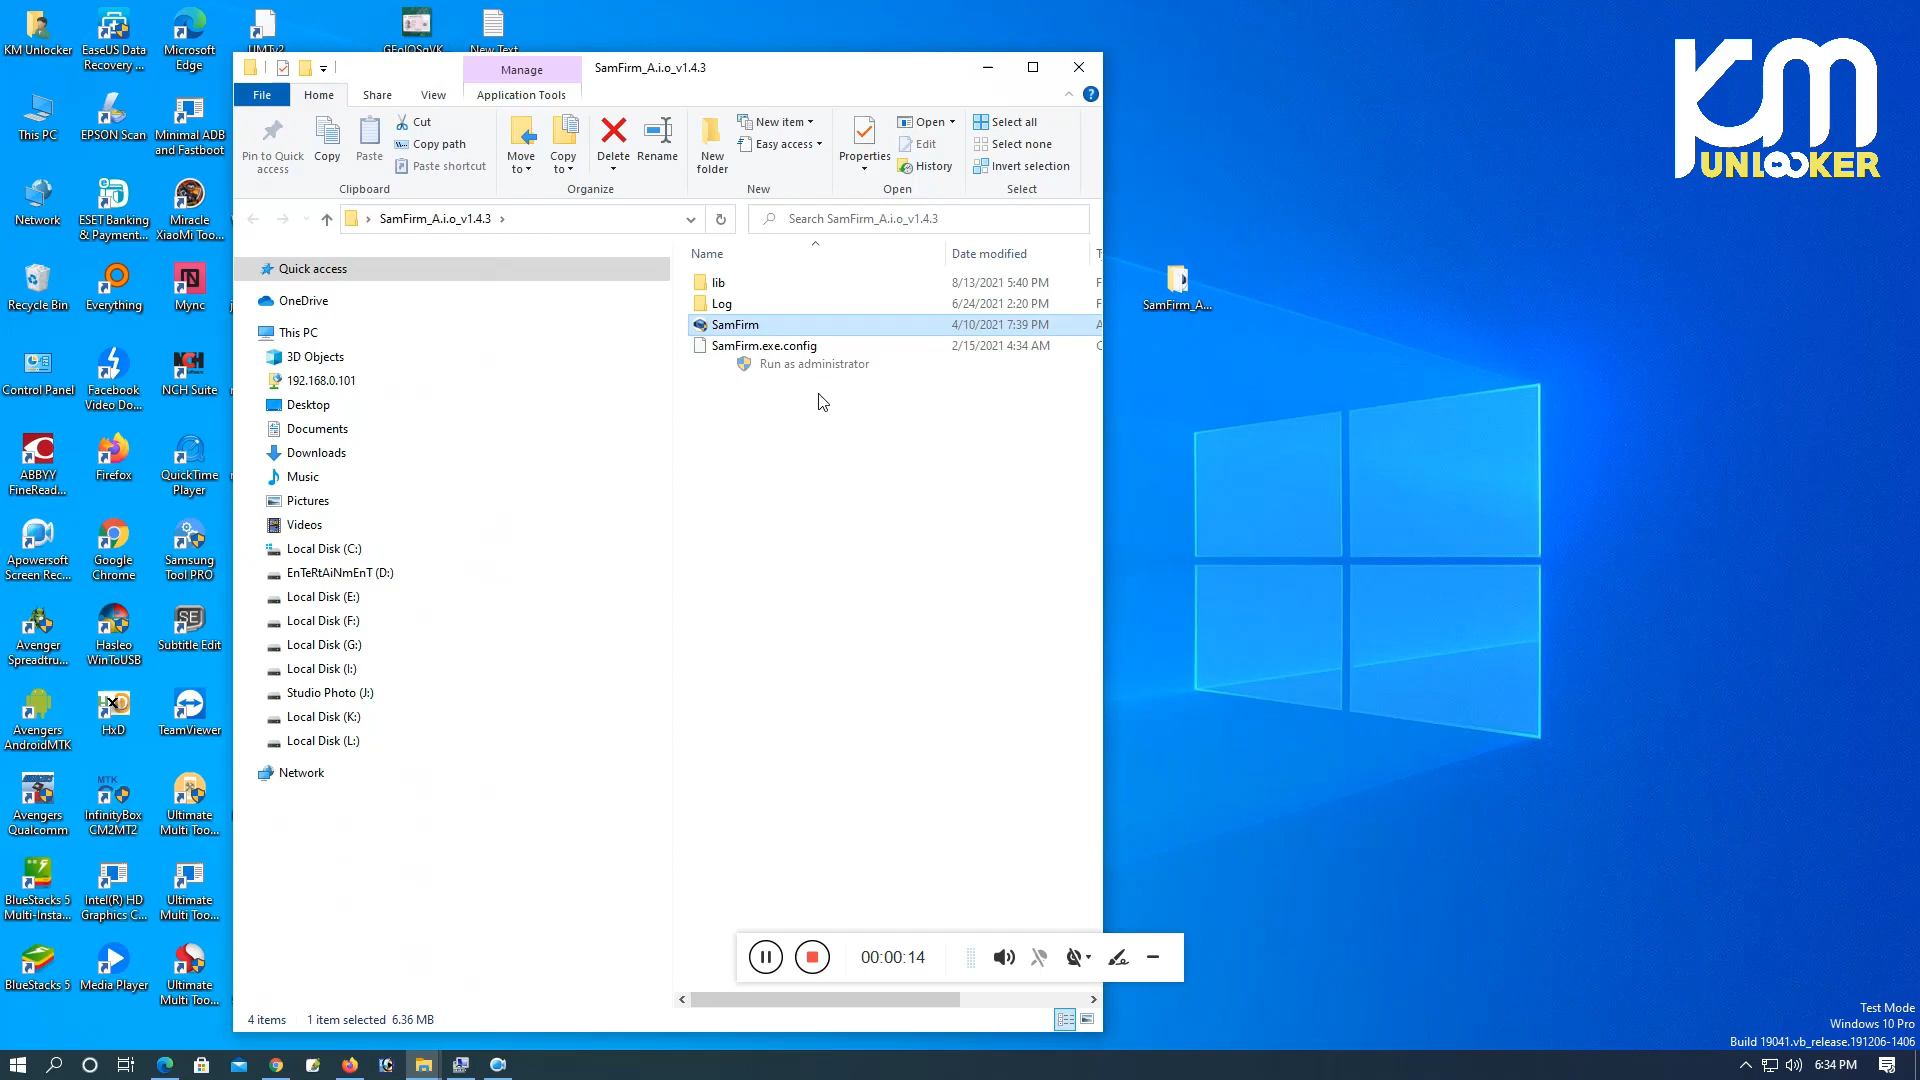 KM Unlocker
EaseUS Data
Recovery ...
Microsoft
Edge
UMTv2
New Text
This PC
EPSON Scan
Minimal ADB
and Fastboot
Network
ESET Banking
& Payment...
Miracle
XiaoMi Too...
Recycle Bin
Everything
Mync
Control Panel
Facebook
Video Do...
NCH Suite
ABBYY
FineRead...
Firefox
QuickTime
Player
Apowersoft
Screen Rec...
Google
Chrome
Samsung
Tool PRO
Avenger
Spreadtru...
Hasleo
WinToUSB
Subtitle Edit
Avengers
AndroidMTK
HxD
TeamViewer
Avengers
Qualcomm
InfinityBox
CM2MT2
Ultimate
Multi Too...
BlueStacks 5
Multi-Insta...
Intel(R) HD
Graphics C...
Ultimate
Multi Too...
BlueStacks 5
Media Player
Ultimate
Multi Too...
Manage
SamFirm_A.i.o_v1.4.3
File
Home
Share
View
Application Tools
Pin to Quick
access
Copy
Paste
Cut
Copy path
Paste shortcut
Clipboard
Move
to
Copy
to
Delete
Rename
Organize
New
folder
New item
Easy access
New
Properties
Open
Edit
History
Open
Select all
Select none
Invert selection
Select
SamFirm_A.i.o_v1.4.3
Search SamFirm_A.i.o_v1.4.3
Quick access
OneDrive
This PC
3D Objects
192.168.0.101
Desktop
Documents
Downloads
Music
Pictures
Videos
Local Disk (C:)
EnTeRtAiNmEnT (D:)
Local Disk (E:)
Local Disk (F:)
Local Disk (G:)
Local Disk (I:)
Studio Photo (J:)
Local Disk (K:)
Local Disk (L:)
Network
Name
Date modified
lib
8/13/2021 5:40 PM
Log
6/24/2021 2:20 PM
SamFirm
4/10/2021 7:39 PM
SamFirm.exe.config
2/15/2021 4:34 AM
Run as administrator
4 items
1 item selected 6.36 MB
00:00:14
SamFirm_A...
KM
UNLOCKER
Test Mode
Windows 10 Pro
Build 19041.vb_release.191206-1406
6:34 PM